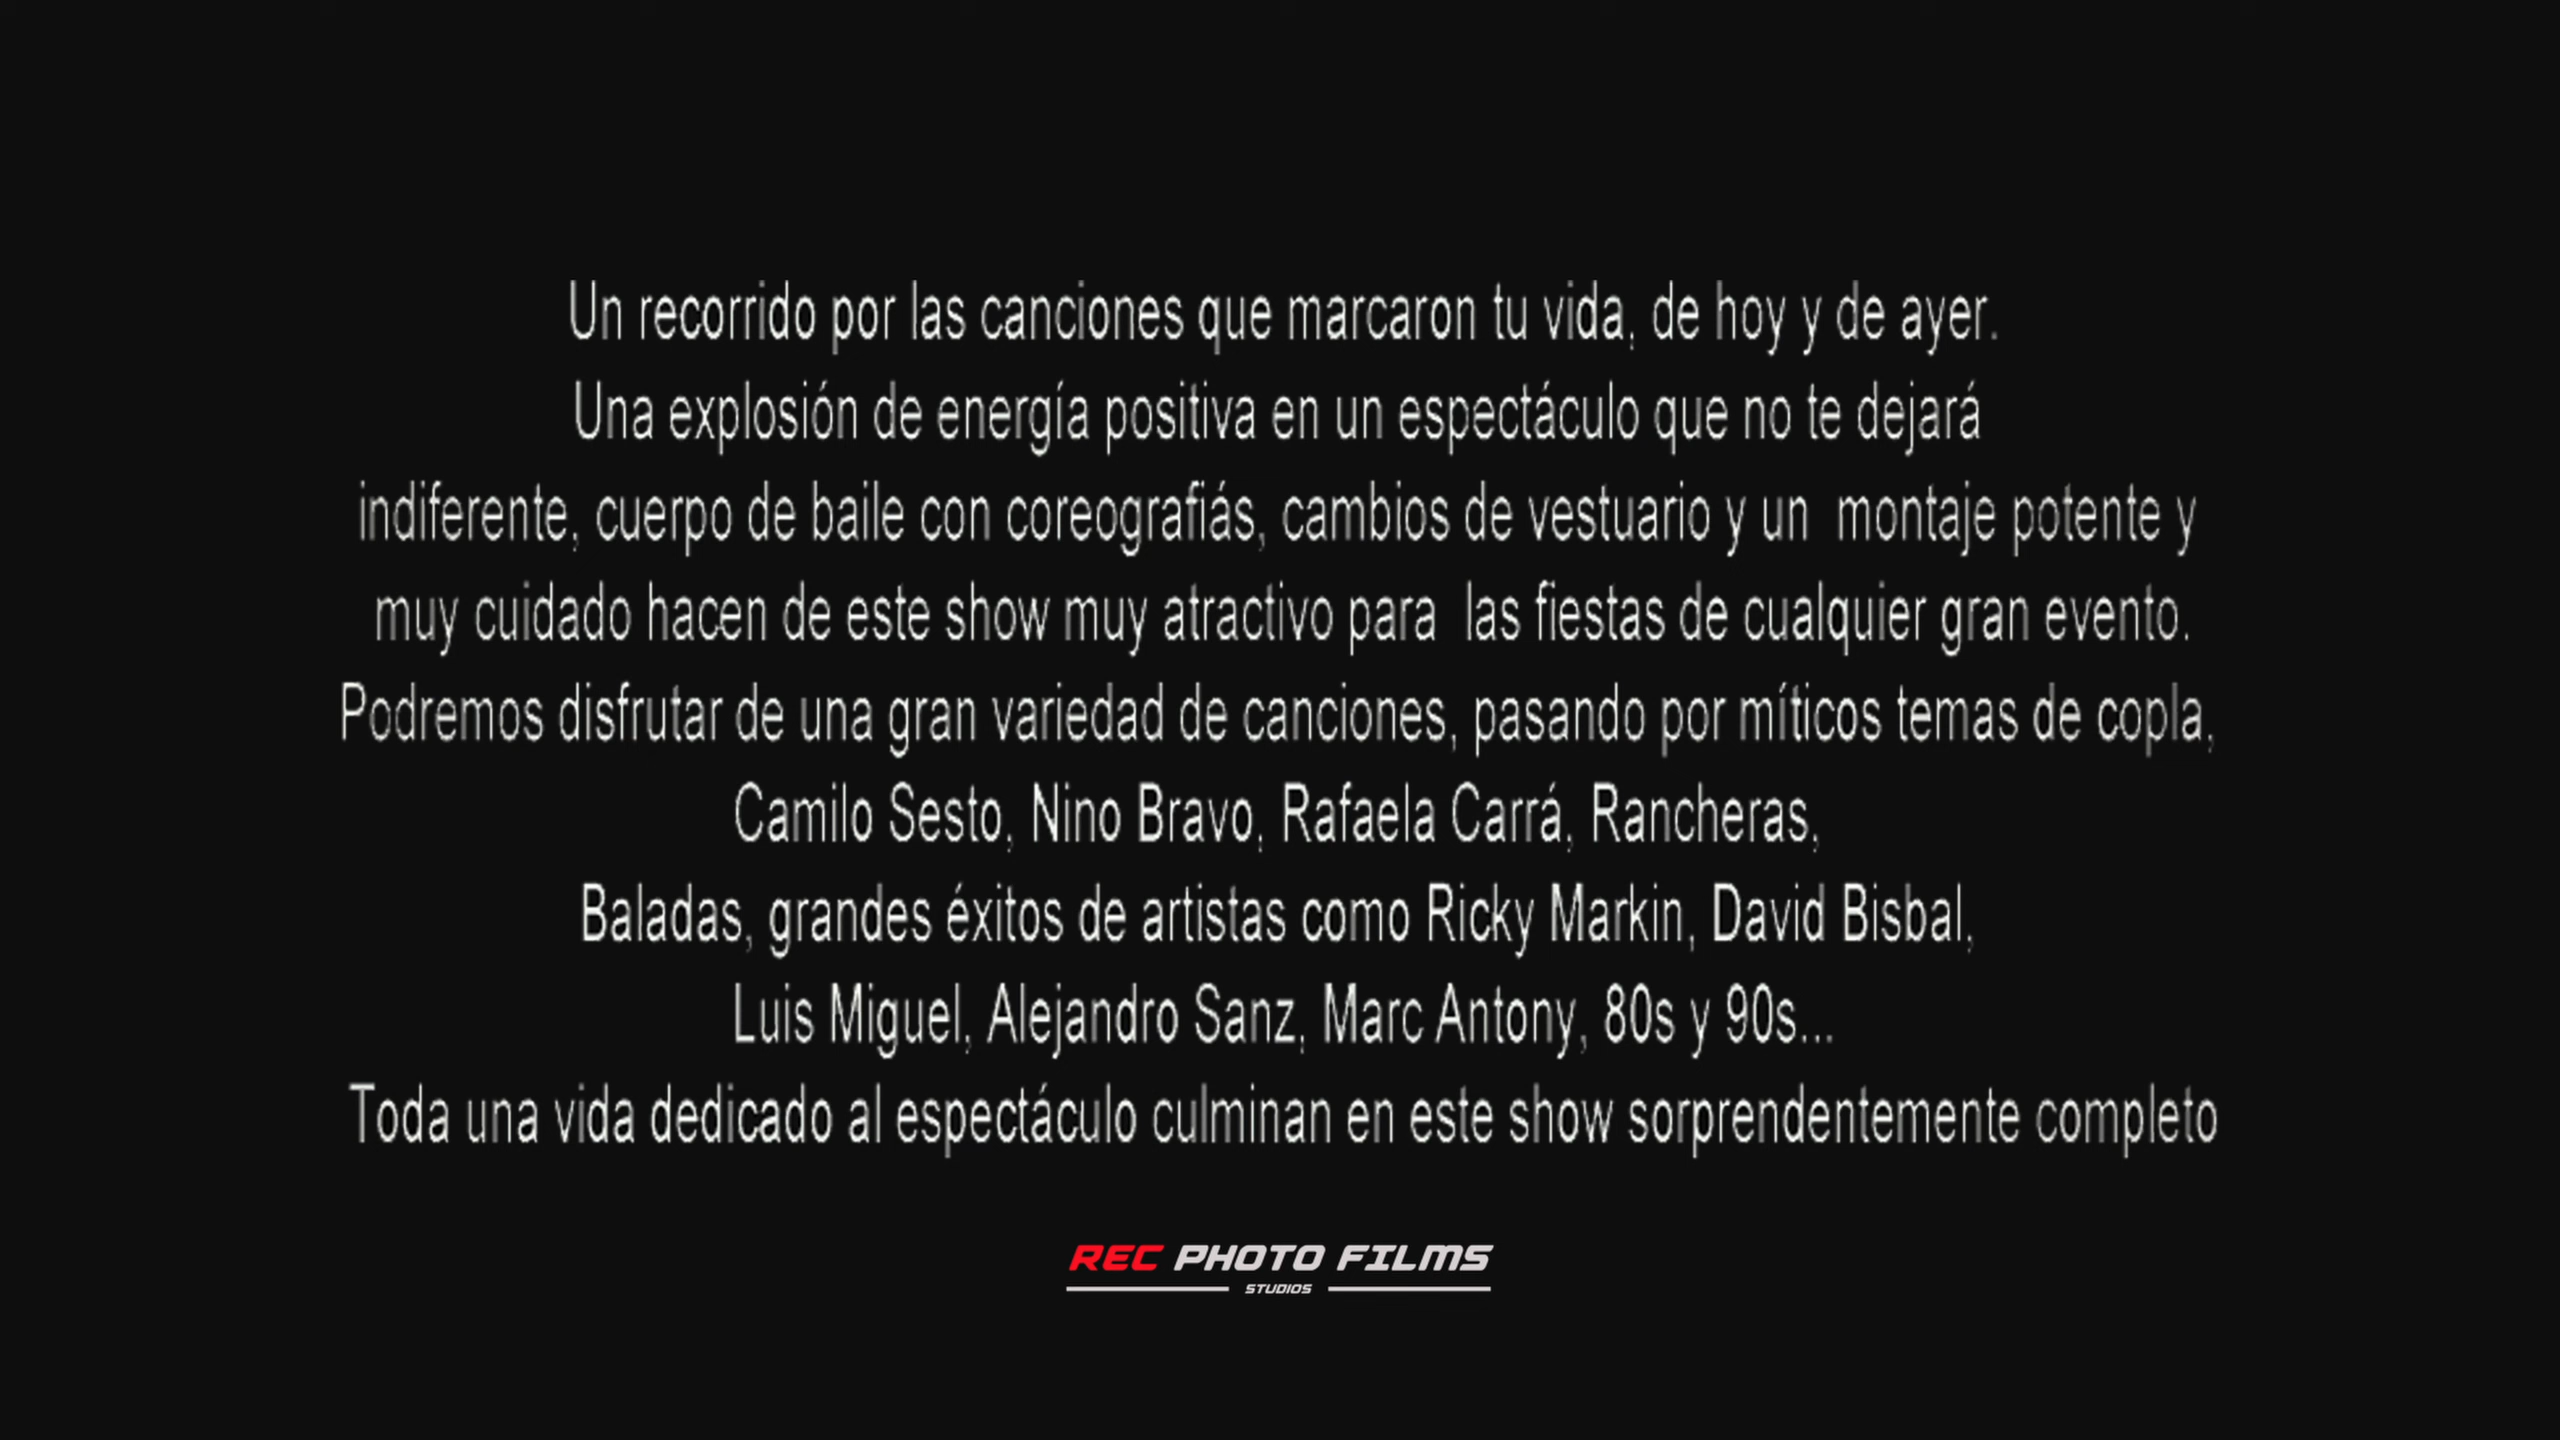 Un recorrido por las canciones que marcaron tu vida, de hoy y de ayer.
Una explosión de energía positiva en un espectáculo que no te dejará
indiferente, cuerpo de baile con coreografiás, cambios de vestuario y un montaje potente y
muy cuidado hacen de este show muy atractivo para las fiestas de cualquier gran evento.
Podremos disfrutar de una gran variedad de canciones, pasando por míticos temas de copla,
Camilo Sesto, Nino Bravo, Rafaela Carrá, Rancheras,
Baladas, grandes éxitos de artistas como Ricky Markin, David Bisbal,
Luis Miguel, Alejandro Sanz, Marc Antony, 80s y 90s...
Toda una vida dedicado al espectáculo culminan en este show sorprendentemente completo
REC PHOTO FILMS
STUDIOS